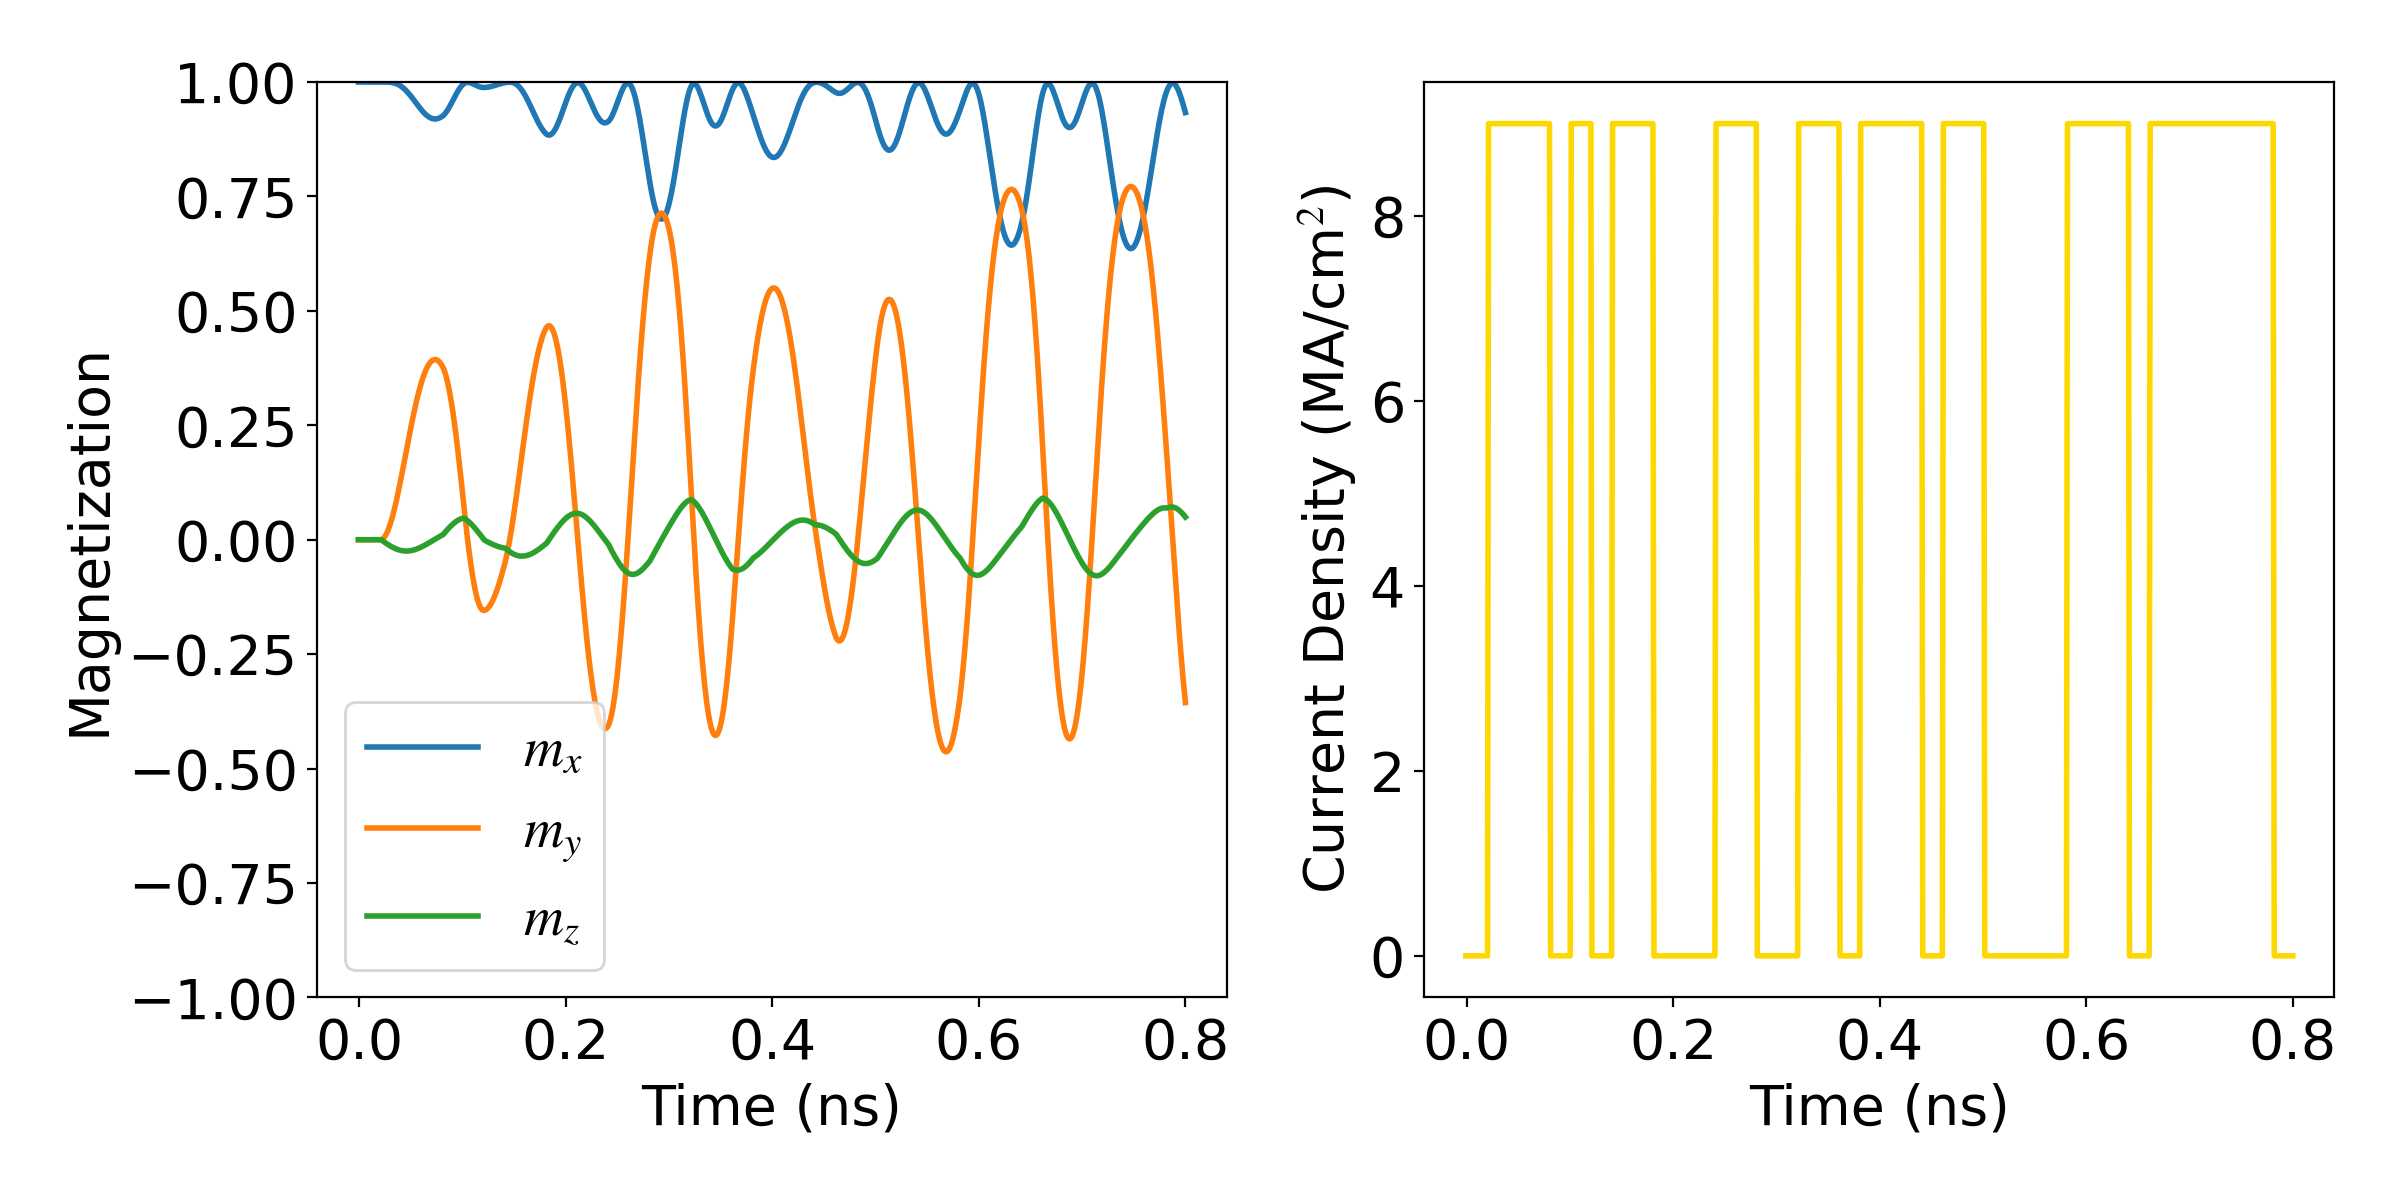 Magnetization
1.00
0.75
0.50
0.25
0.00
−0.25
−0.50
−0.75
−1.00
m_x
m_y
m_z
0.0 0.2 0.4 0.6 0.8
Time (ns)
Current Density (MA/cm²)
8
6
4
2
0
0.0 0.2 0.4 0.6 0.8
Time (ns)